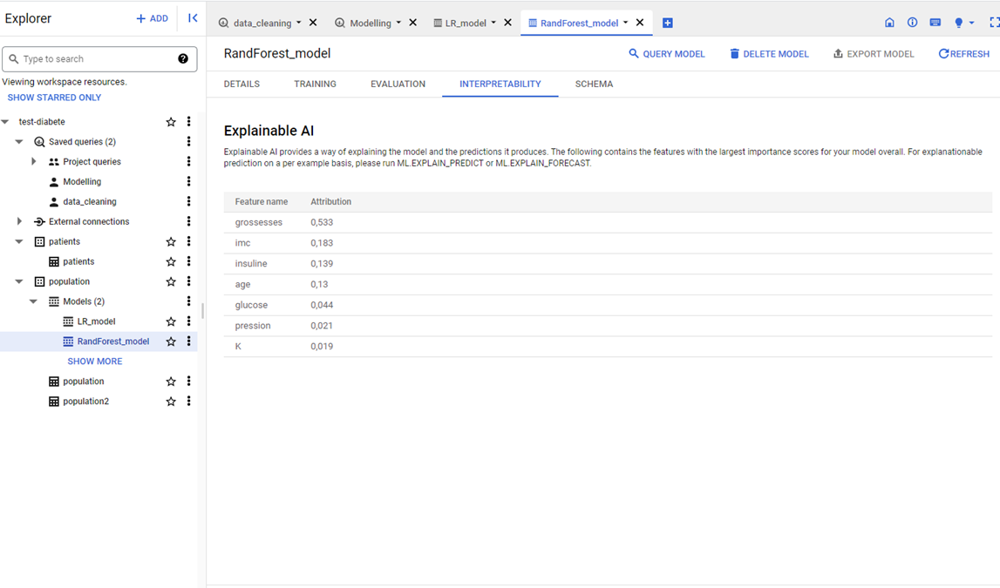 Explorer
+ ADD
Type to search
Viewing workspace resources.
SHOW STARRED ONLY
test-diabete
Saved queries (2)
Project queries
Modelling
data_cleaning
External connections
patients
patients
population
Models (2)
LR_model
RandForest_model
SHOW MORE
population
population2
data_cleaning
Modelling
LR_model
RandForest_model
RandForest_model
QUERY MODEL
DELETE MODEL
EXPORT MODEL
REFRESH
DETAILS
TRAINING
EVALUATION
INTERPRETABILITY
SCHEMA
Explainable AI
Explainable AI provides a way of explaining the model and the predictions it produces. The following contains the features with the largest importance scores for your model overall. For explanationable
prediction on a per example basis, please run ML.EXPLAIN_PREDICT or ML.EXPLAIN_FORECAST.
Feature name Attribution
grossesses 0,533
imc 0,183
insuline 0,139
age 0,13
glucose 0,044
pression 0,021
K 0,019